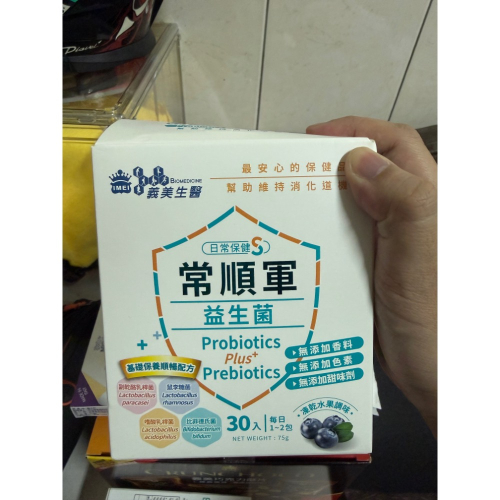 IMEI
BIOMEDICINE
義美生醫
最安心的保健品
幫助維持消化道機
日常保健 S
常順軍
益生菌
Probiotics
Plus+
Prebiotics
無添加香料
無添加色素
無添加甜味劑
基礎保養順暢配方
副乾酪乳桿菌
Lactobacillus
paracasei
鼠李糖菌
Lactobacillus
rhamnosus
嗜酸乳桿菌
Lactobacillus
acidophilus
比菲德氏菌
Bifidobacterium
bifidum
30入
每日
1~2包
NET WEIGHT：75g
凍乾水果調味